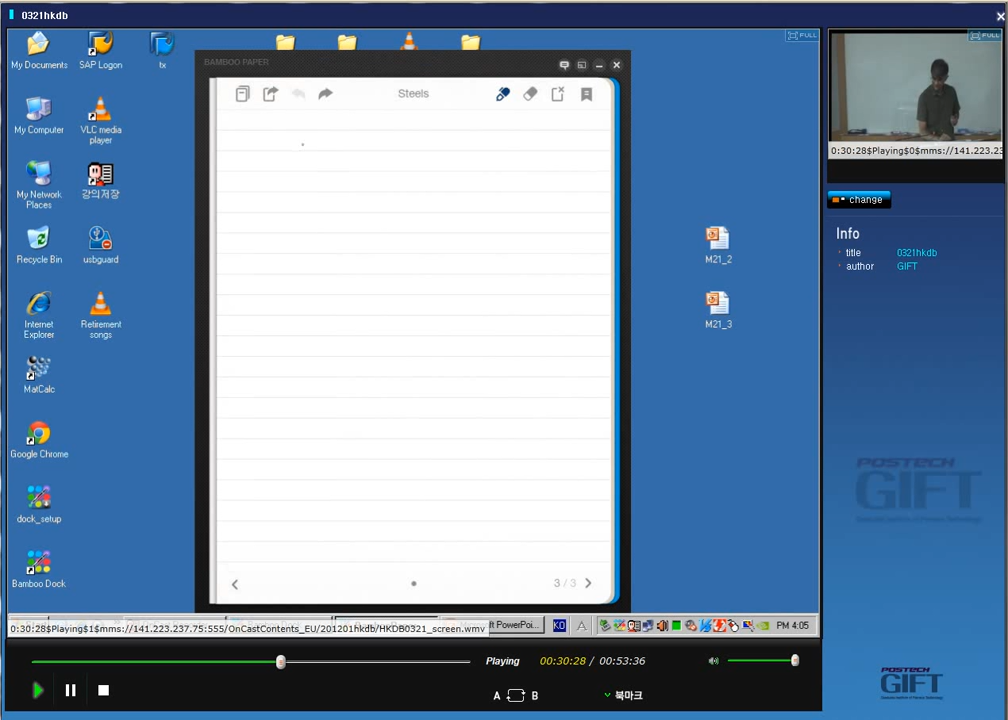 0321hkdb
My Documents
SAP Logon
fx
FULL
FULL
BAMBOO PAPER
Steels
My Computer
VLC media
player
0:30:28$Playing$0$mms://141.223.23
My Network
Places
강의저장
change
Info
title 0321hkdb
author GIFT
Recycle Bin
usbguard
M21_2
Internet
Explorer
Retirement
songs
M21_3
MatCalc
Google Chrome
POSTECH
GIFT
dock_setup
Bamboo Dock
3 / 3
0:30:28$Playing$1$mms://141.223.237.75:555/OnCastContents_EU/201201hkdb/HKDB0321_screen.wmv
ft PowerPoi...
KO
A
PM 4:05
Playing
00:30:28 / 00:53:36
A B
북마크
POSTECH
GIFT